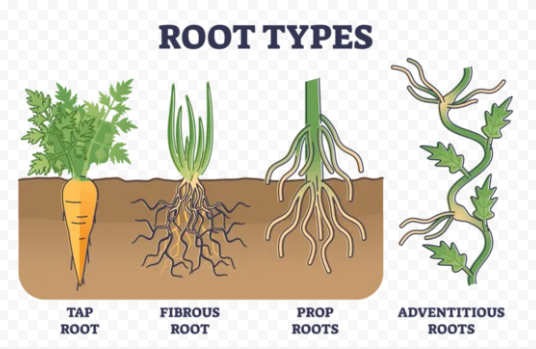 ROOT TYPES
TAP
ROOT
FIBROUS
ROOT
PROP
ROOTS
ADVENTITIOUS
ROOTS